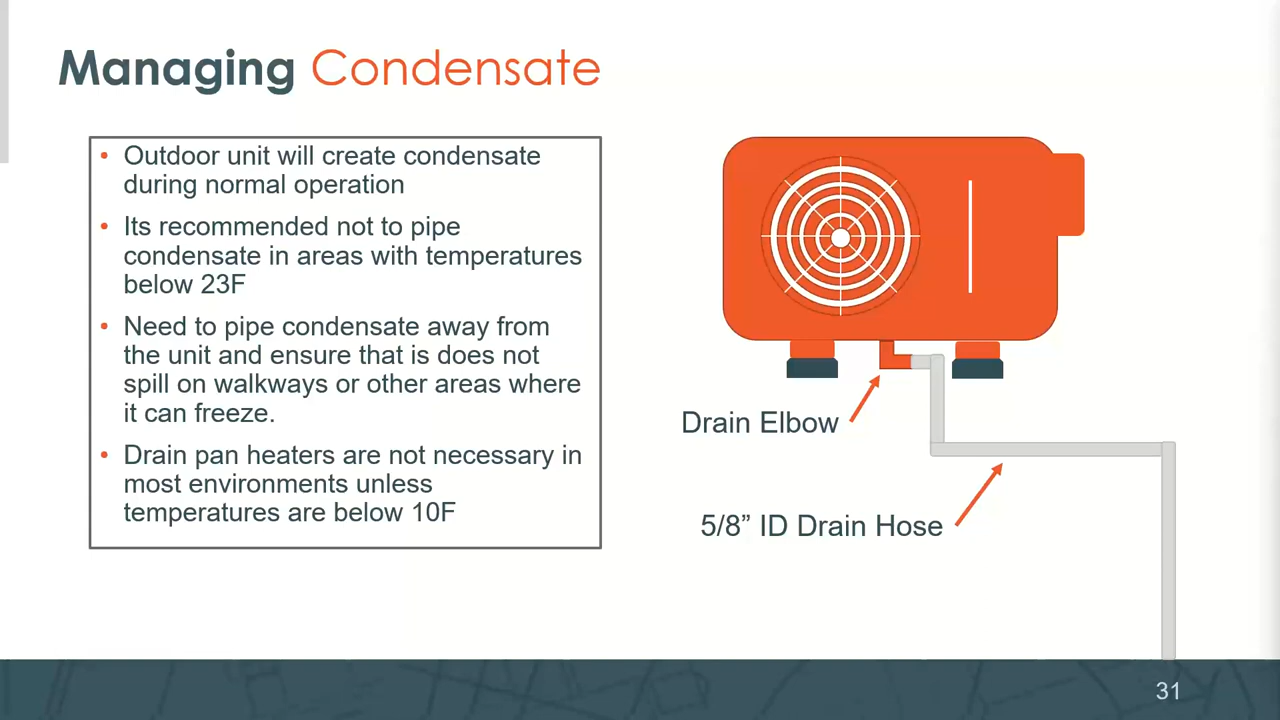 Managing Condensate
• Outdoor unit will create condensate
during normal operation
• Its recommended not to pipe
condensate in areas with temperatures
below 23F
• Need to pipe condensate away from
the unit and ensure that is does not
spill on walkways or other areas where
it can freeze.
• Drain pan heaters are not necessary in
most environments unless
temperatures are below 10F
Drain Elbow
5/8” ID Drain Hose
31